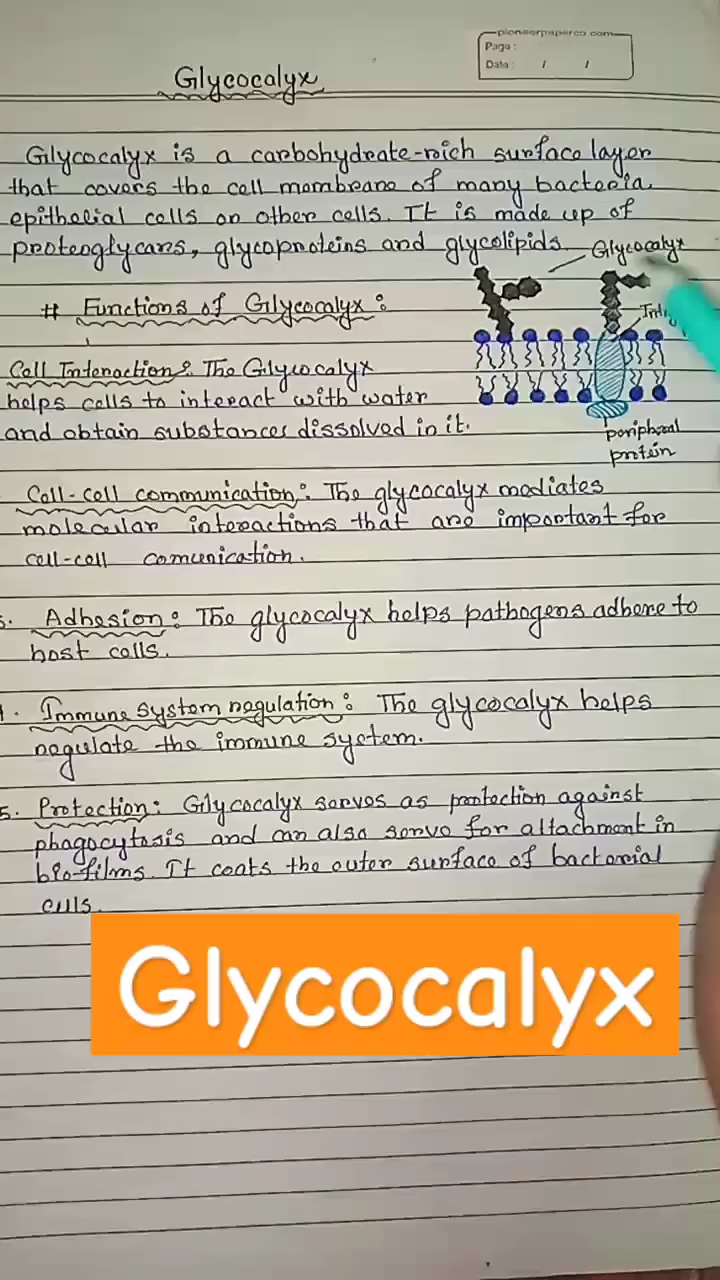 pioneerpaperco.com
Page :
Date : / /
Glycocalyx
Glycocalyx is a carbohydrate-rich surface layer
that covers the cell membrane of many bacteria,
epithelial cells or other cells. It is made up of
proteoglycans, glycoproteins and glycolipids.
Glycocalyx
# Functions of Glycocalyx :
Cell Interaction : The Glycocalyx
helps cells to interact with water
and obtain substances dissolved in it.
peripheral
protein
Cell-cell communication : The glycocalyx mediates
molecular interactions that are important for
cell-cell comunication.
Adhesion : The glycocalyx helps pathogens adhere to
host cells.
Immune system regulation : The glycocalyx helps
regulate the immune system.
5. Protection : Glycocalyx serves as protection against
phagocytosis and can also serve for attachment in
bio-films. It coats the outer surface of bacterial
cells.
Glycocalyx